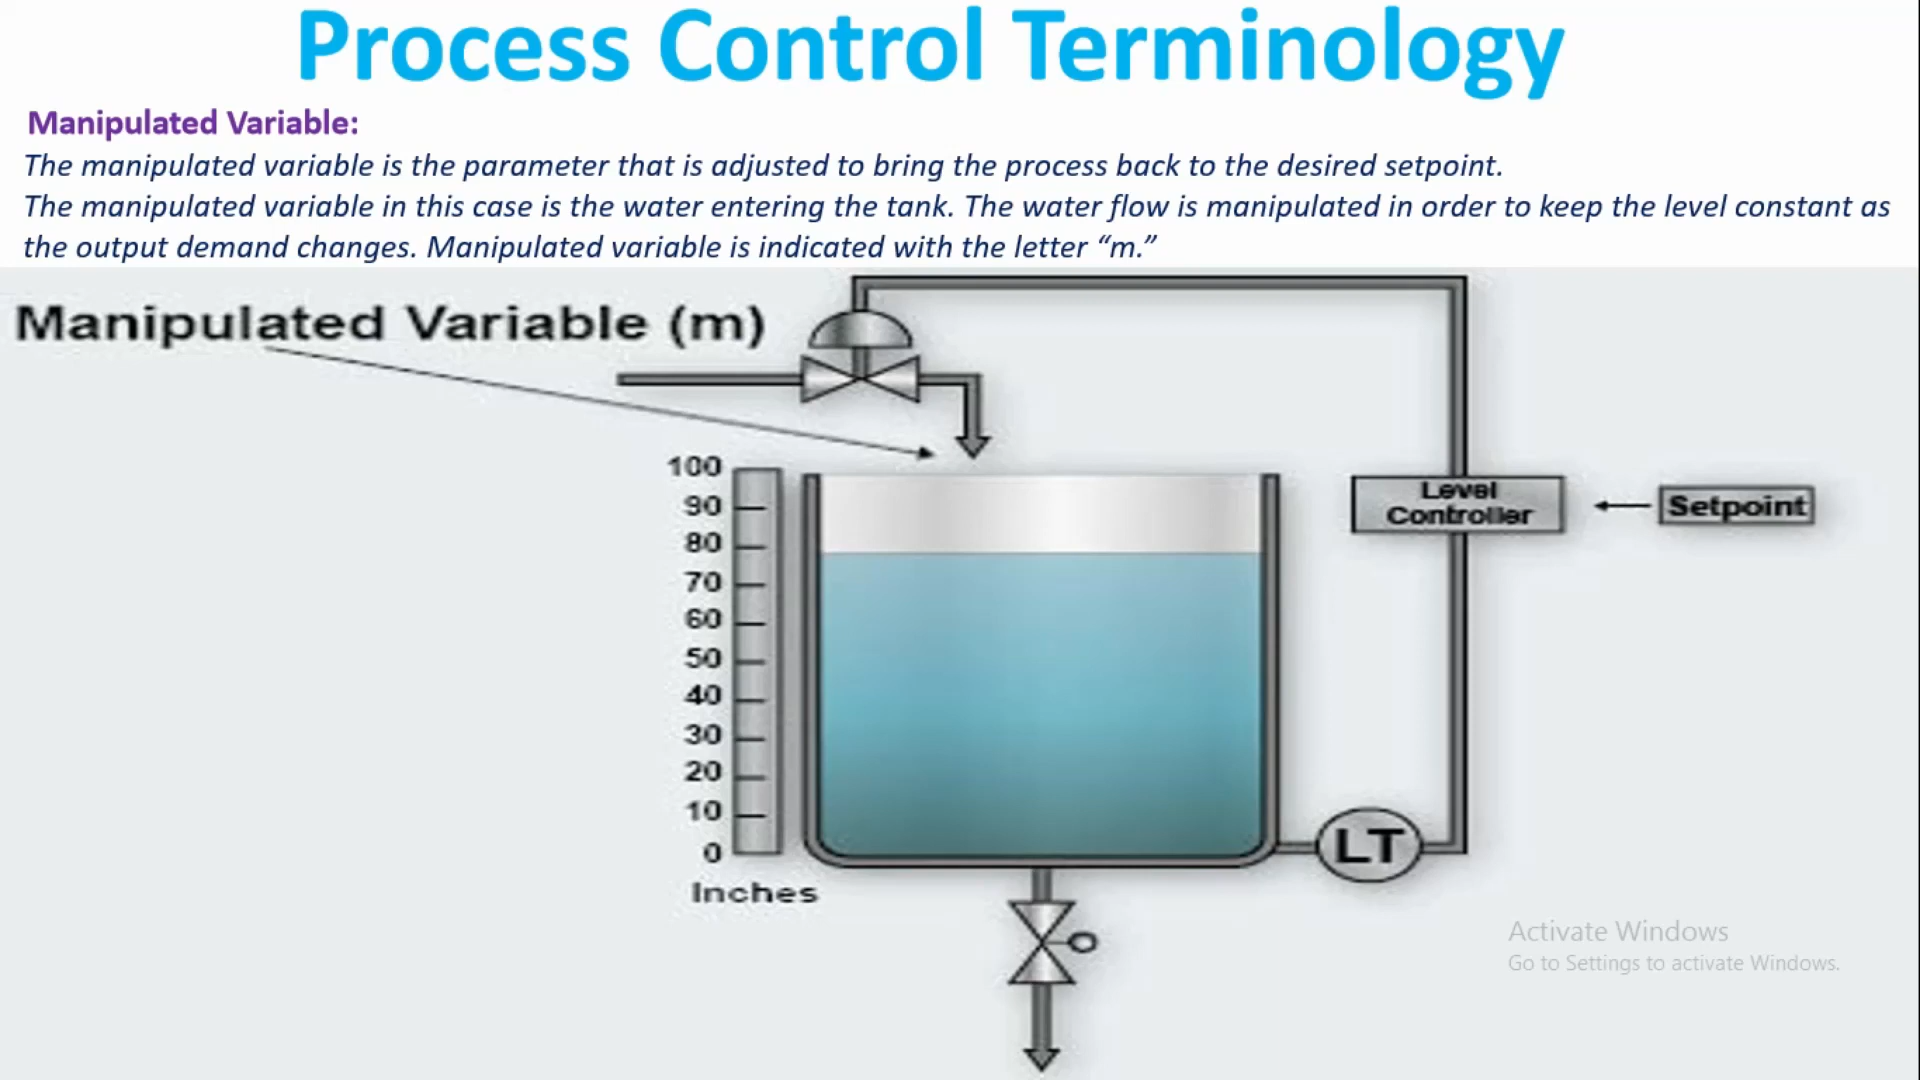 Process Control Terminology
Manipulated Variable:
The manipulated variable is the parameter that is adjusted to bring the process back to the desired setpoint.
The manipulated variable in this case is the water entering the tank. The water flow is manipulated in order to keep the level constant as
the output demand changes. Manipulated variable is indicated with the letter “m.”
Manipulated Variable (m)
100
90
80
70
60
50
40
30
20
10
0
Inches
Level
Controller
Setpoint
LT
Activate Windows
Go to Settings to activate Windows.